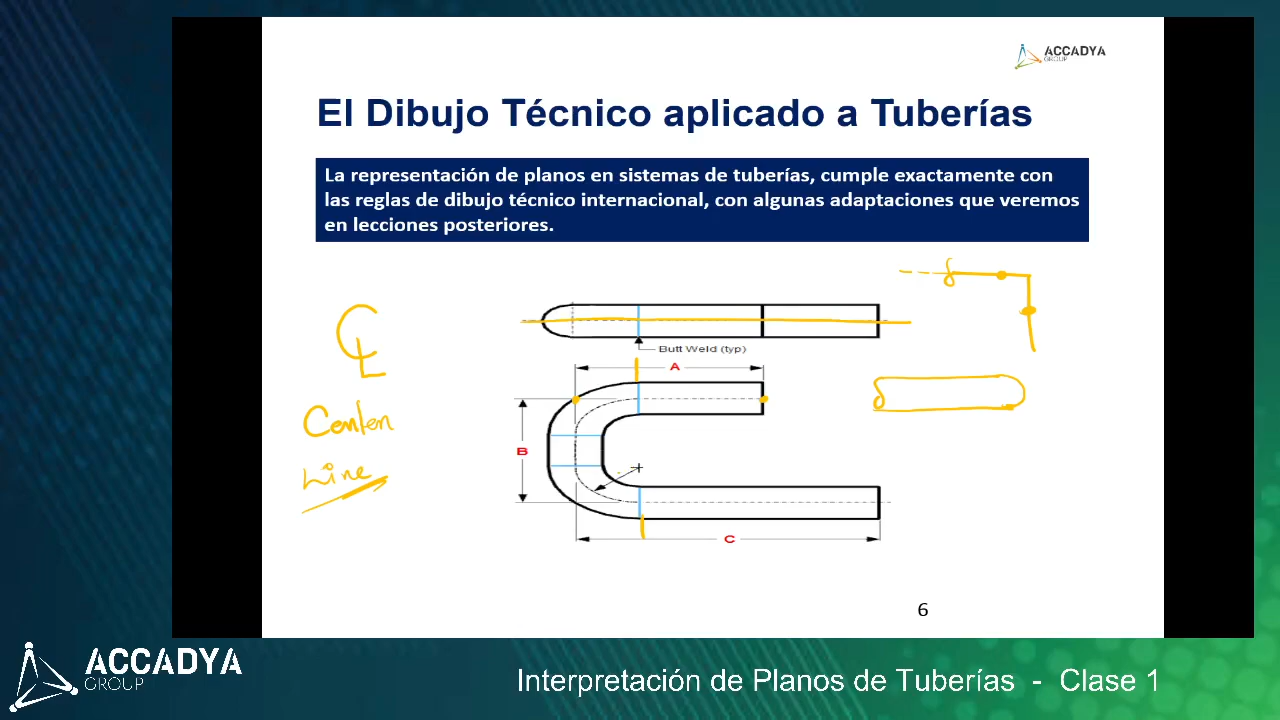 ACCADYA
GROUP
El Dibujo Técnico aplicado a Tuberías
La representación de planos en sistemas de tuberías, cumple exactamente con
las reglas de dibujo técnico internacional, con algunas adaptaciones que veremos
en lecciones posteriores.
Butt Weld (typ)
A
CL
Center
B
Line
C
6
ACCADYA
GROUP
Interpretación de Planos de Tuberías - Clase 1